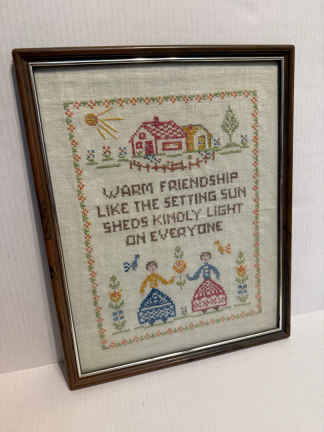 WARM FRIENDSHIP
LIKE THE SETTING SUN
SHEDS KINDLY LIGHT
ON EVERYONE